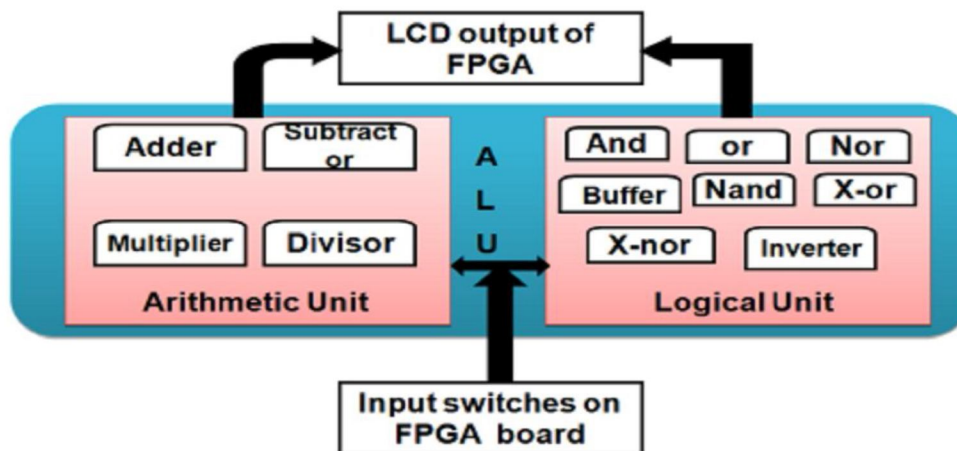 LCD output of
FPGA
Adder
Subtract
or
Multiplier
Divisor
Arithmetic Unit
A
L
U
And
or
Nor
Buffer
Nand
X-or
X-nor
Inverter
Logical Unit
Input switches on
FPGA board